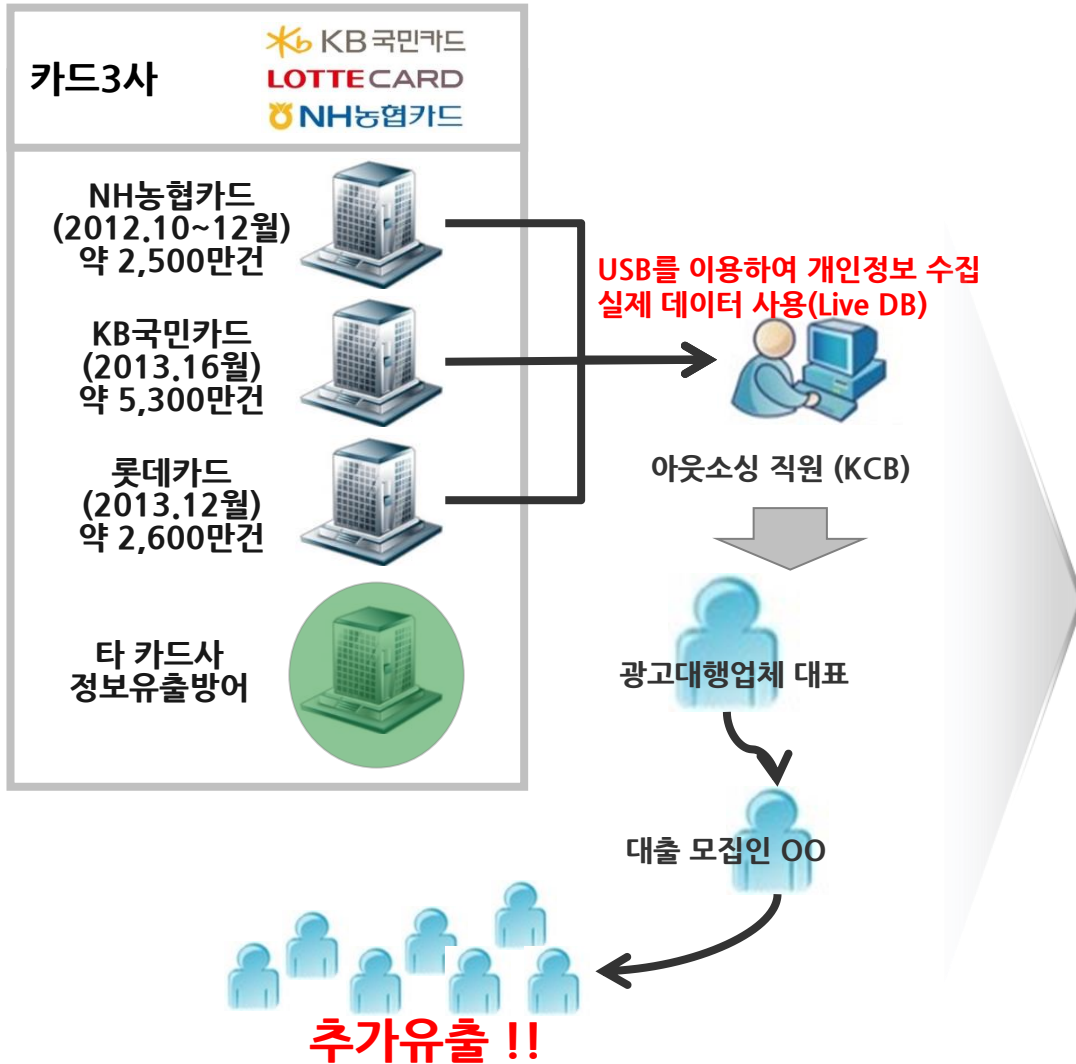 카드3사
KB국민카드
LOTTE CARD
NH농협카드
NH농협카드
(2012.10~12월)
약 2,500만건
KB국민카드
(2013.16월)
약 5,300만건
롯데카드
(2013.12월)
약 2,600만건
타 카드사
정보유출방어
USB를 이용하여 개인정보 수집
실제 데이터 사용(Live DB)
아웃소싱 직원 (KCB)
광고대행업체 대표
대출 모집인 OO
추가유출 !!